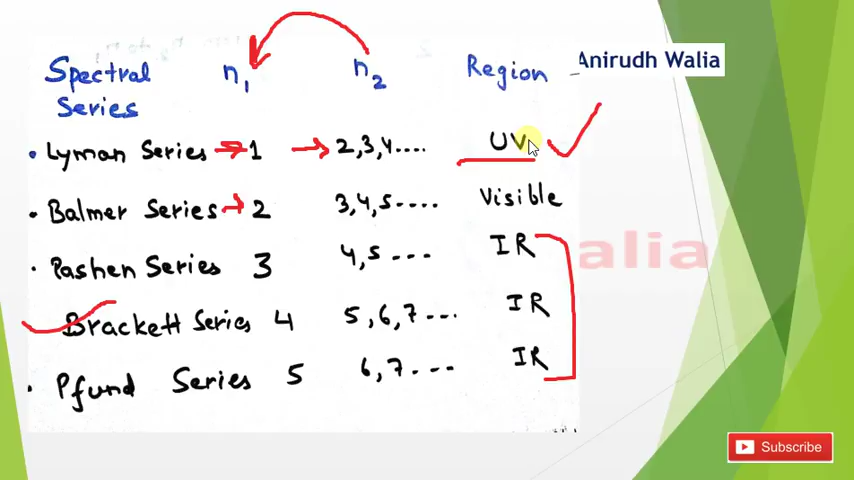 Spectral Series n1 n2 Region
Anirudh Walia
• Lyman Series → 1 → 2,3,4.... UV
• Balmer Series → 2 3,4,5..... Visible
• Pashen Series 3 4,5 ... IR
Brackett Series 4 5,6,7... IR
• Pfund Series 5 6,7... IR
alia
Subscribe